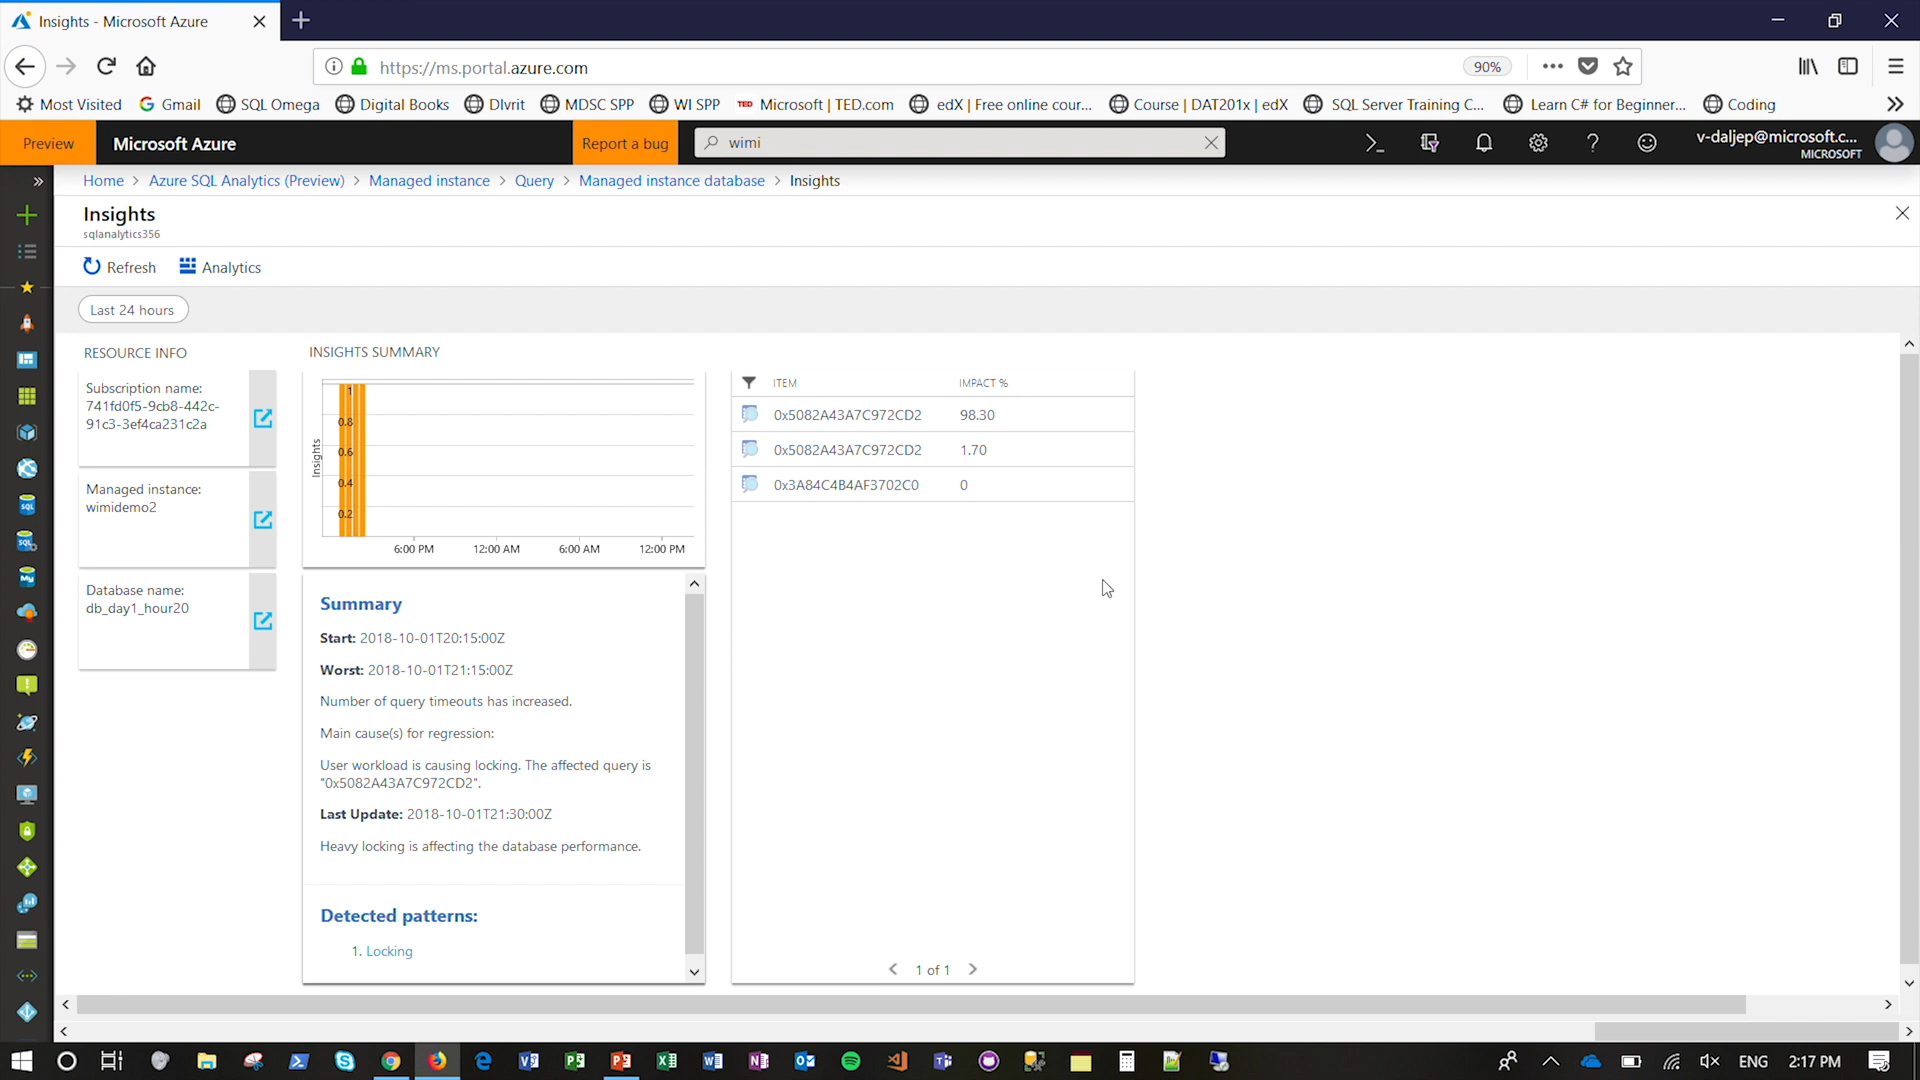 Insights - Microsoft Azure
https://ms.portal.azure.com
90%
Most Visited
Gmail
SQL Omega
Digital Books
Dlvrit
MDSC SPP
WI SPP
TED
Microsoft | TED.com
edX | Free online cour...
Course | DAT201x | edX
SQL Server Training C...
Learn C# for Beginner...
Coding
Preview
Microsoft Azure
Report a bug
wimi
v-daljep@microsoft.c...
MICROSOFT
Home > Azure SQL Analytics (Preview) > Managed instance > Query > Managed instance database > Insights
Insights
sqlanalytics356
Refresh
Analytics
Last 24 hours
RESOURCE INFO
Subscription name:
741fd0f5-9cb8-442c-
91c3-3ef4ca231c2a
Managed instance:
wimidemo2
Database name:
db_day1_hour20
INSIGHTS SUMMARY
Insights
1
0.8
0.6
0.4
0.2
6:00 PM
12:00 AM
6:00 AM
12:00 PM
Summary
Start: 2018-10-01T20:15:00Z
Worst: 2018-10-01T21:15:00Z
Number of query timeouts has increased.
Main cause(s) for regression:
User workload is causing locking. The affected query is
"0x5082A43A7C972CD2".
Last Update: 2018-10-01T21:30:00Z
Heavy locking is affecting the database performance.
Detected patterns:
1. Locking
ITEM IMPACT %
0x5082A43A7C972CD2 98.30
0x5082A43A7C972CD2 1.70
0x3A84C4B4AF3702C0 0
1 of 1
ENG
2:17 PM